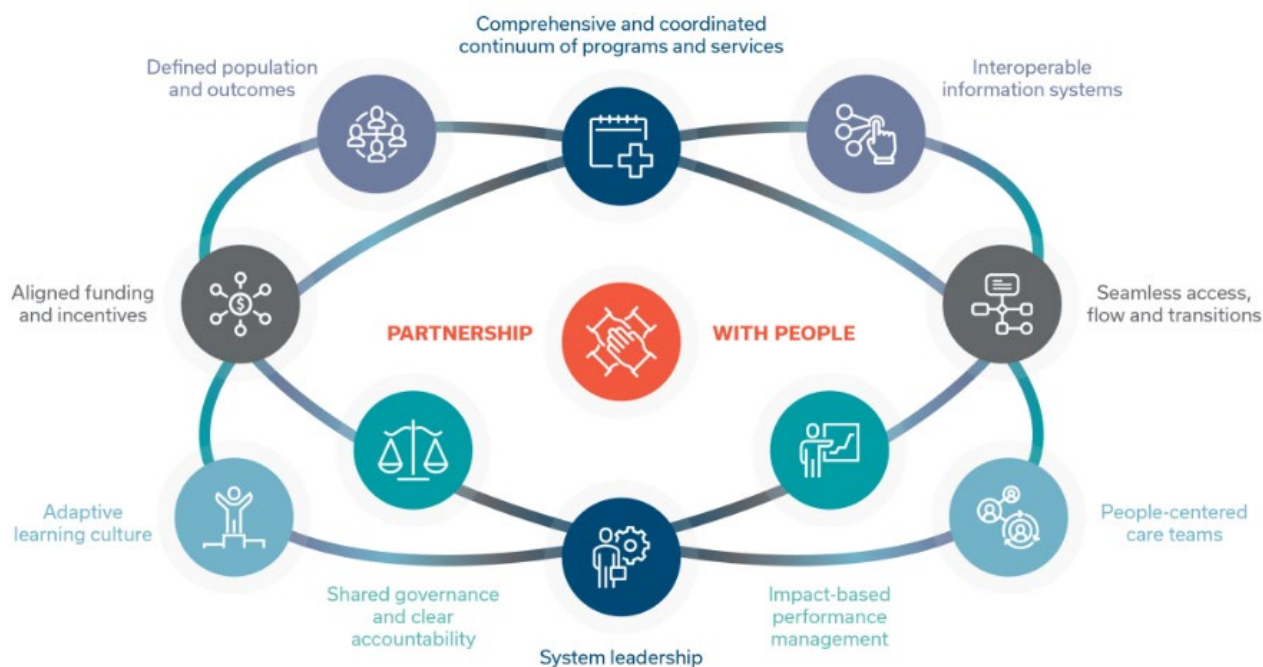 Comprehensive and coordinated
continuum of programs and services
Defined population
and outcomes
Interoperable
information systems
Aligned funding
and incentives
$
Seamless access,
flow and transitions
PARTNERSHIP
WITH PEOPLE
Adaptive
learning culture
People-centered
care teams
Shared governance
and clear
accountability
Impact-based
performance
management
System leadership